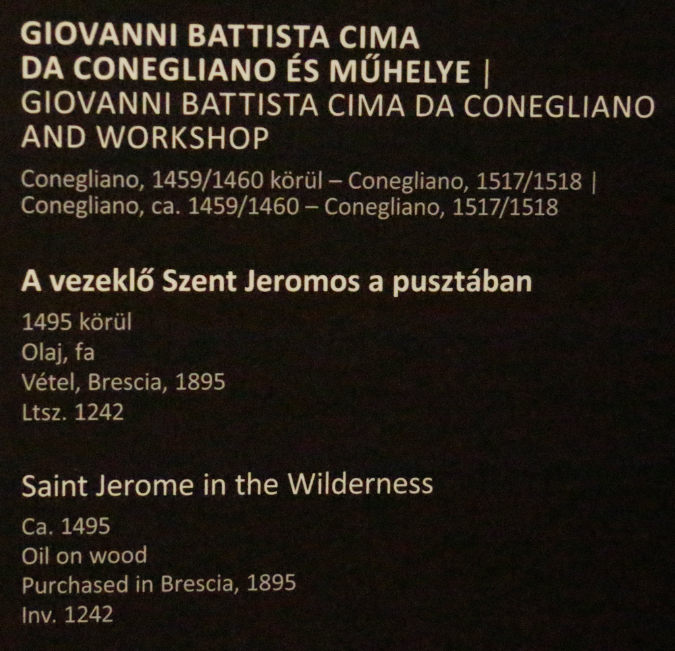 GIOVANNI BATTISTA CIMA
DA CONEGLIANO ÉS MŰHELYE |
GIOVANNI BATTISTA CIMA DA CONEGLIANO
AND WORKSHOP
Conegliano, 1459/1460 körül – Conegliano, 1517/1518 |
Conegliano, ca. 1459/1460 – Conegliano, 1517/1518
A vezeklő Szent Jeromos a pusztában
1495 körül
Olaj, fa
Vétel, Brescia, 1895
Ltsz. 1242
Saint Jerome in the Wilderness
Ca. 1495
Oil on wood
Purchased in Brescia, 1895
Inv. 1242